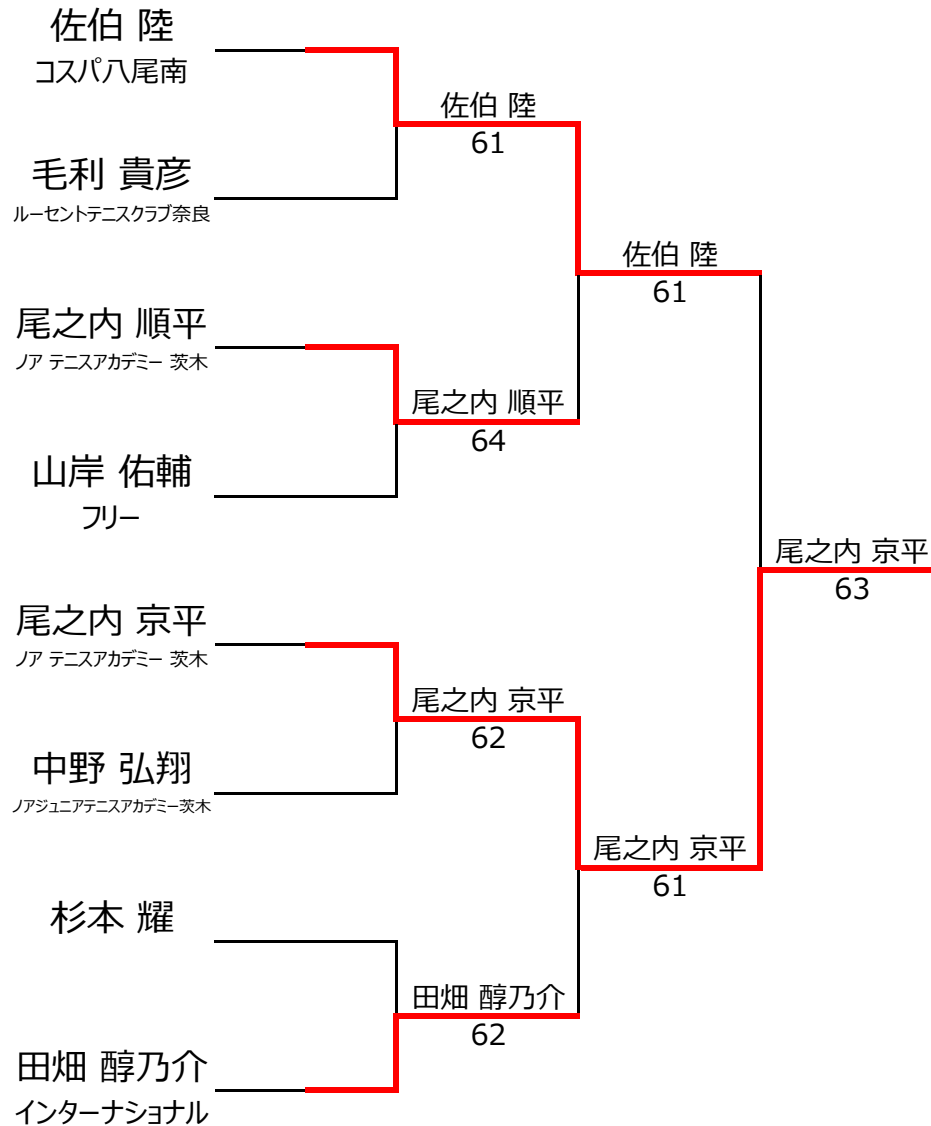 佐伯 陸
コスパ八尾南
佐伯 陸
61
毛利 貴彦
ルーセントテニスクラブ奈良
佐伯 陸
61
尾之内 順平
ノア テニスアカデミー 茨木
尾之内 順平
64
山岸 佑輔
フリー
尾之内 京平
63
尾之内 京平
ノア テニスアカデミー 茨木
尾之内 京平
62
中野 弘翔
ノアジュニアテニスアカデミー茨木
尾之内 京平
61
杉本 耀
田畑 醇乃介
62
田畑 醇乃介
インターナショナル